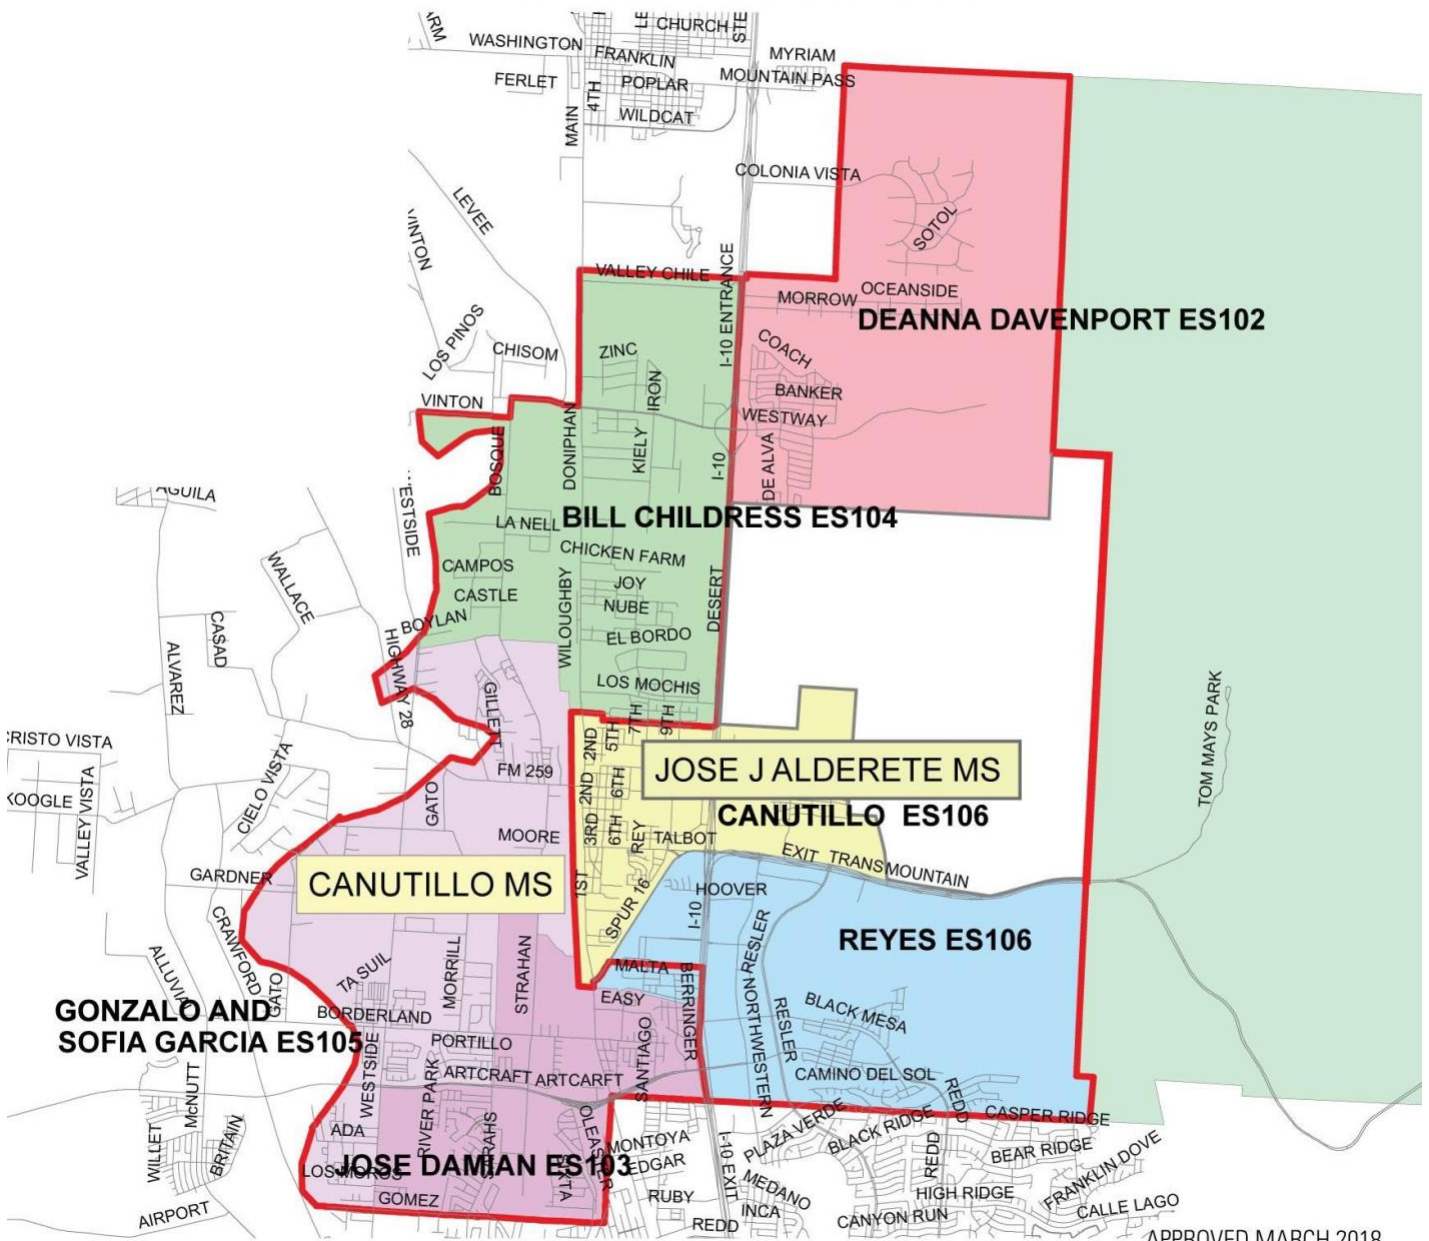 CHURCH
WASHINGTON
FRANKLIN
MYRIAM
FERLET
4TH
POPLAR
MOUNTAIN PASS
MAIN
WILDCAT
COLONIA VISTA
LEVEE
VINTON
SOTOL
VALLEY CHILE
I-10 ENTRANCE
MORROW
OCEANSIDE
DEANNA DAVENPORT ES102
LOS PINOS
CHISOM
ZINC
COACH
IRON
BANKER
VINTON
WESTWAY
BOSQUE
DONIPHAN
KIELY
I-10
DE ALVA
AGUILA
ESTSIDE
LA NELL
BILL CHILDRESS ES104
CHICKEN FARM
CAMPOS
WALLACE
JOY
CASTLE
NUBE
DESERT
BOYLAN
WILOUGHBY
EL BORDO
CASAD
ALVAREZ
HIGHWAY 28
LOS MOCHIS
GILLETT
7TH
9TH
5TH
2ND
TOM MAYS PARK
CRISTO VISTA
FM 259
JOSE J ALDERETE MS
2ND
6TH
KOOGLE
VALLEY VISTA
CIELO VISTA
GATO
CANUTILLO ES106
MOORE
3RD
6TH
REY
TALBOT
EXIT TRANSMOUNTAIN
GARDNER
CANUTILLO MS
1ST
HOOVER
SPUR 16
I-10
CRAWFORD
RESLER
REYES ES106
STRAHAN
ALLUVIA
TA SUIL
MORRILL
MALTA
BERRINGER
GATO
EASY
NORTHWESTERN
RESLER
BLACK MESA
GONZALO AND
SOFIA GARCIA ES105
BORDERLAND
PORTILLO
SANTIAGO
WESTSIDE
ARTCRAFT
ARTCARFT
CAMINO DEL SOL
REDD
McNUTT
RIVER PARK
OLEASTER
PLAZA VERDE
BLACK RIDGE
CASPER RIDGE
WILLET
BRITAIN
ADA
MONTOYA
I-10 EXIT
BEAR RIDGE
FRANKLIN DOVE
LOS MOROS
JOSE DAMIAN ES103
EDGAR
REDD
MEDANO
GOMEZ
RUBY
INCA
HIGH RIDGE
CALLE LAGO
AIRPORT
REDD
CANYON RUN
APPROVED MARCH 2018